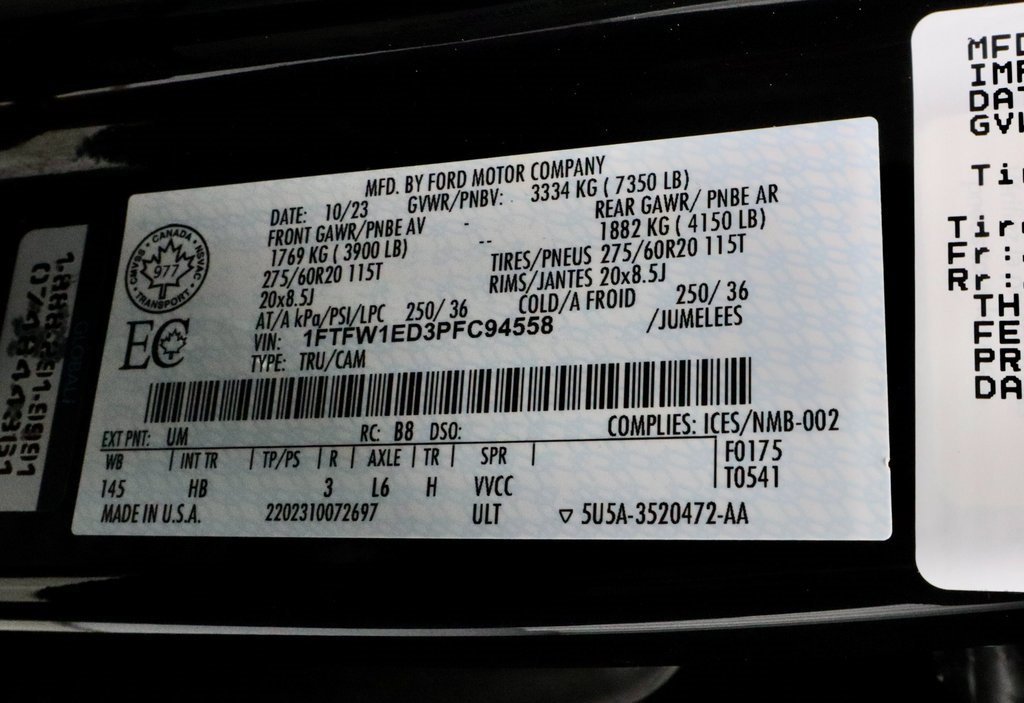 MFD. BY FORD MOTOR COMPANY
DATE: 10/23 GVWR/PNBV: 3334 KG ( 7350 LB)
FRONT GAWR/PNBE AV - REAR GAWR/ PNBE AR
1769 KG ( 3900 LB) -- 1882 KG ( 4150 LB)
275/60R20 115T TIRES/PNEUS 275/60R20 115T
20x8.5J RIMS/JANTES 20x8.5J
AT/A kPa/PSI/LPC 250/ 36 COLD/A FROID 250/ 36
VIN: 1FTFW1ED3PFC94558 /JUMELEES
TYPE: TRU/CAM
CANADA
NSVAC
977
TRANSPORT
EC
EXT PNT: UM RC: B8 DSO: COMPLIES: ICES/NMB-002
WB INT TR TP/PS R AXLE TR SPR F0175
145 HB 3 L6 H VVCC T0541
MADE IN U.S.A. 2202310072697 ULT ▽ 5U5A-3520472-AA
MFD
IMP
DAT
GVW
Tir
Tire
Fr:
Rr:
TH
FE
PR
DA